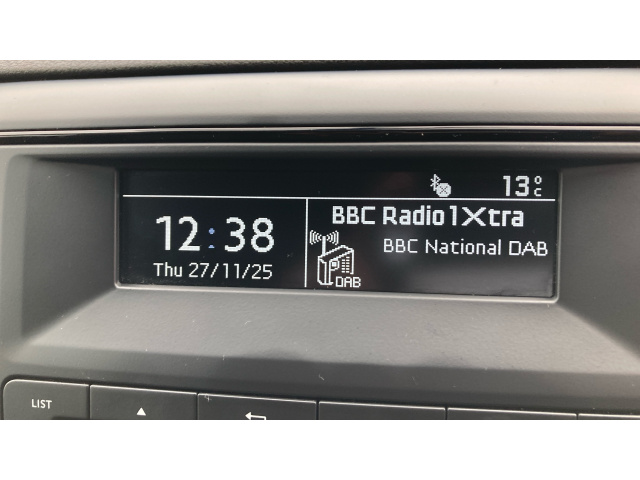 13°C
12:38
Thu 27/11/25
BBC Radio 1Xtra
BBC National DAB
DAB
LIST